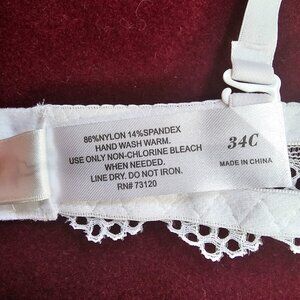 86%NYLON 14%SPANDEX
HAND WASH WARM.
USE ONLY NON-CHLORINE BLEACH
WHEN NEEDED.
LINE DRY. DO NOT IRON.
RN# 73120
34C
MADE IN CHINA